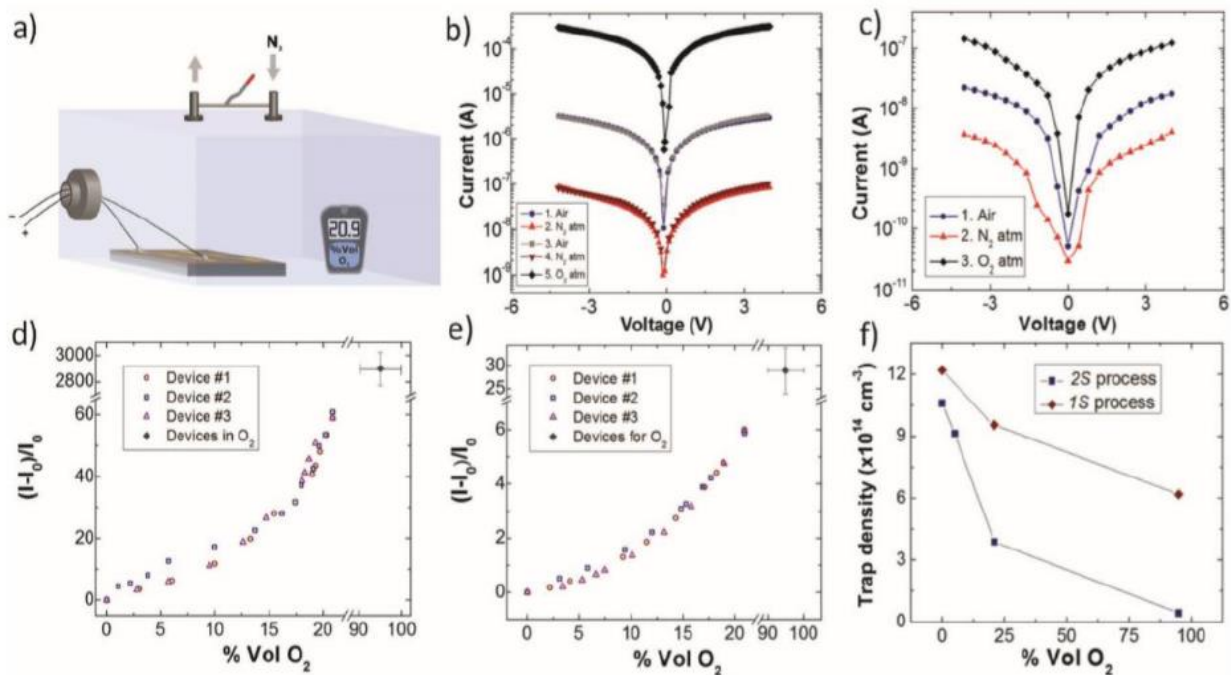 a)
N₂
20.9
%Vol
O₂
- +
b)
Current (A)
10⁻⁴
10⁻⁵
10⁻⁶
10⁻⁷
10⁻⁸
10⁻⁹
1. Air
2. N₂ atm
3. Air
4. N₂ atm
5. O₂ atm
-6 -3 0 3 6
Voltage (V)
c)
Current (A)
10⁻⁷
10⁻⁸
10⁻⁹
10⁻¹⁰
10⁻¹¹
1. Air
2. N₂ atm
3. O₂ atm
-6 -3 0 3 6
Voltage (V)
d)
(I-I₀)/I₀
3000
2800
60
40
20
0
Device #1
Device #2
Device #3
Devices in O₂
0 5 10 15 20 90 100
% Vol O₂
e)
(I-I₀)/I₀
30
25
6
4
2
0
Device #1
Device #2
Device #3
Devices for O₂
0 5 10 15 20 90 100
% Vol O₂
f)
Trap density (x10¹⁴ cm⁻³)
12
9
6
3
0
2S process
1S process
0 25 50 75 100
% Vol O₂